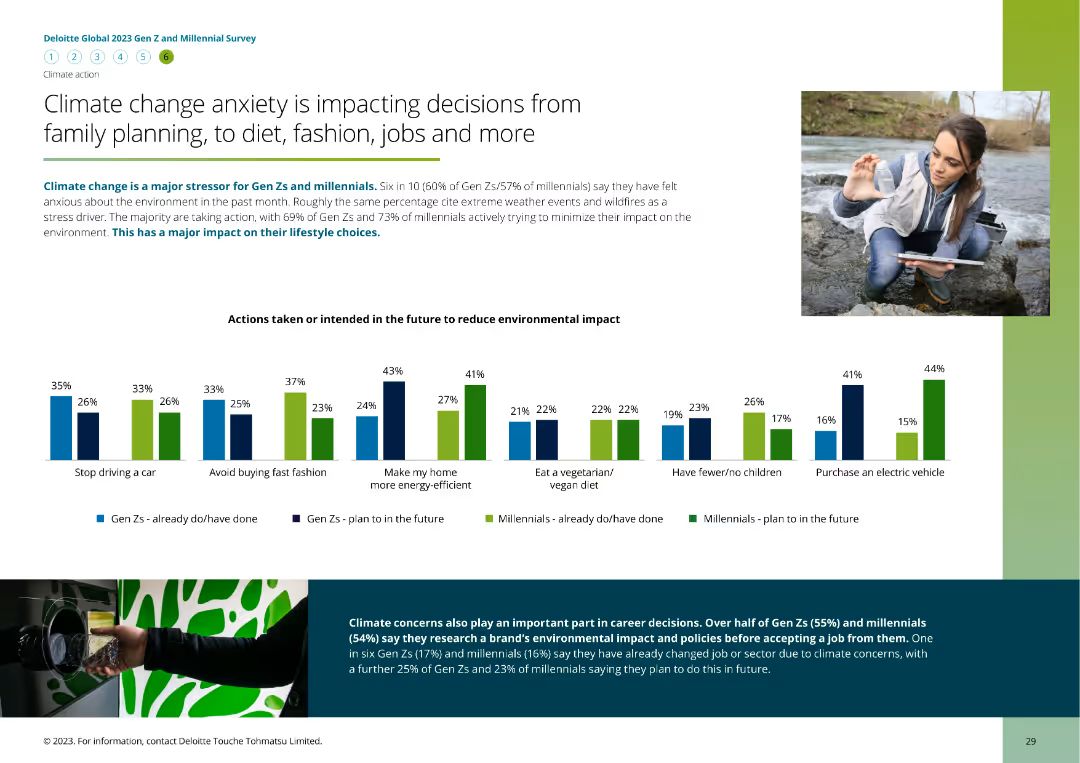 Deloitte Global 2023 Gen Z and Millennial Survey
1 2 3 4 5 6
Climate action
Climate change anxiety is impacting decisions from
family planning, to diet, fashion, jobs and more
Climate change is a major stressor for Gen Zs and millennials. Six in 10 (60% of Gen Zs/57% of millennials) say they have felt
anxious about the environment in the past month. Roughly the same percentage cite extreme weather events and wildfires as a
stress driver. The majority are taking action, with 69% of Gen Zs and 73% of millennials actively trying to minimize their impact on the
environment. This has a major impact on their lifestyle choices.
Actions taken or intended in the future to reduce environmental impact
35% 26% 33% 26%
Stop driving a car
33% 25% 37% 23%
Avoid buying fast fashion
24% 43% 27% 41%
Make my home
more energy-efficient
21% 22% 22% 22%
Eat a vegetarian/
vegan diet
19% 23% 26% 17%
Have fewer/no children
16% 41% 15% 44%
Purchase an electric vehicle
Gen Zs - already do/have done
Gen Zs - plan to in the future
Millennials - already do/have done
Millennials - plan to in the future
Climate concerns also play an important part in career decisions. Over half of Gen Zs (55%) and millennials
(54%) say they research a brand's environmental impact and policies before accepting a job from them. One
in six Gen Zs (17%) and millennials (16%) say they have already changed job or sector due to climate concerns, with
a further 25% of Gen Zs and 23% of millennials saying they plan to do this in future.
© 2023. For information, contact Deloitte Touche Tohmatsu Limited.
29